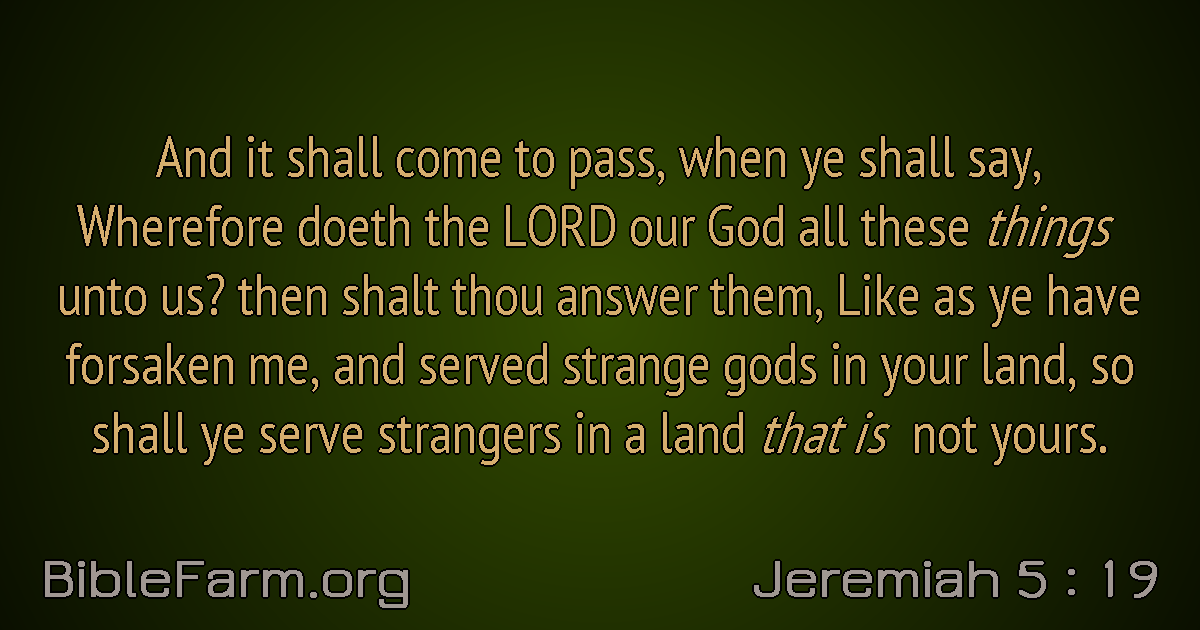 And it shall come to pass, when ye shall say,
Wherefore doeth the LORD our God all these things
unto us? then shalt thou answer them, Like as ye have
forsaken me, and served strange gods in your land, so
shall ye serve strangers in a land that is not yours.
BibleFarm.org
Jeremiah 5 : 19